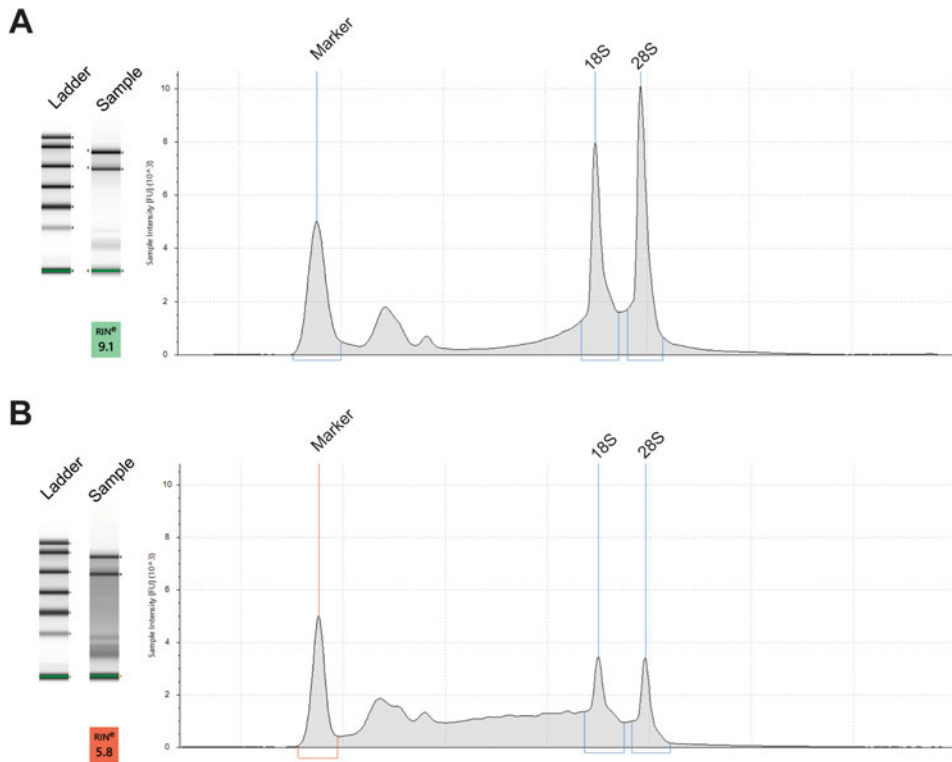 A
Ladder
Sample
RINe
9.1
Marker
18S
28S
Sample Intensity [FU] (10^3)
10
8
6
4
2
0
B
Ladder
Sample
RINe
5.8
Marker
18S
28S
Sample Intensity [FU] (10^3)
10
8
6
4
2
0